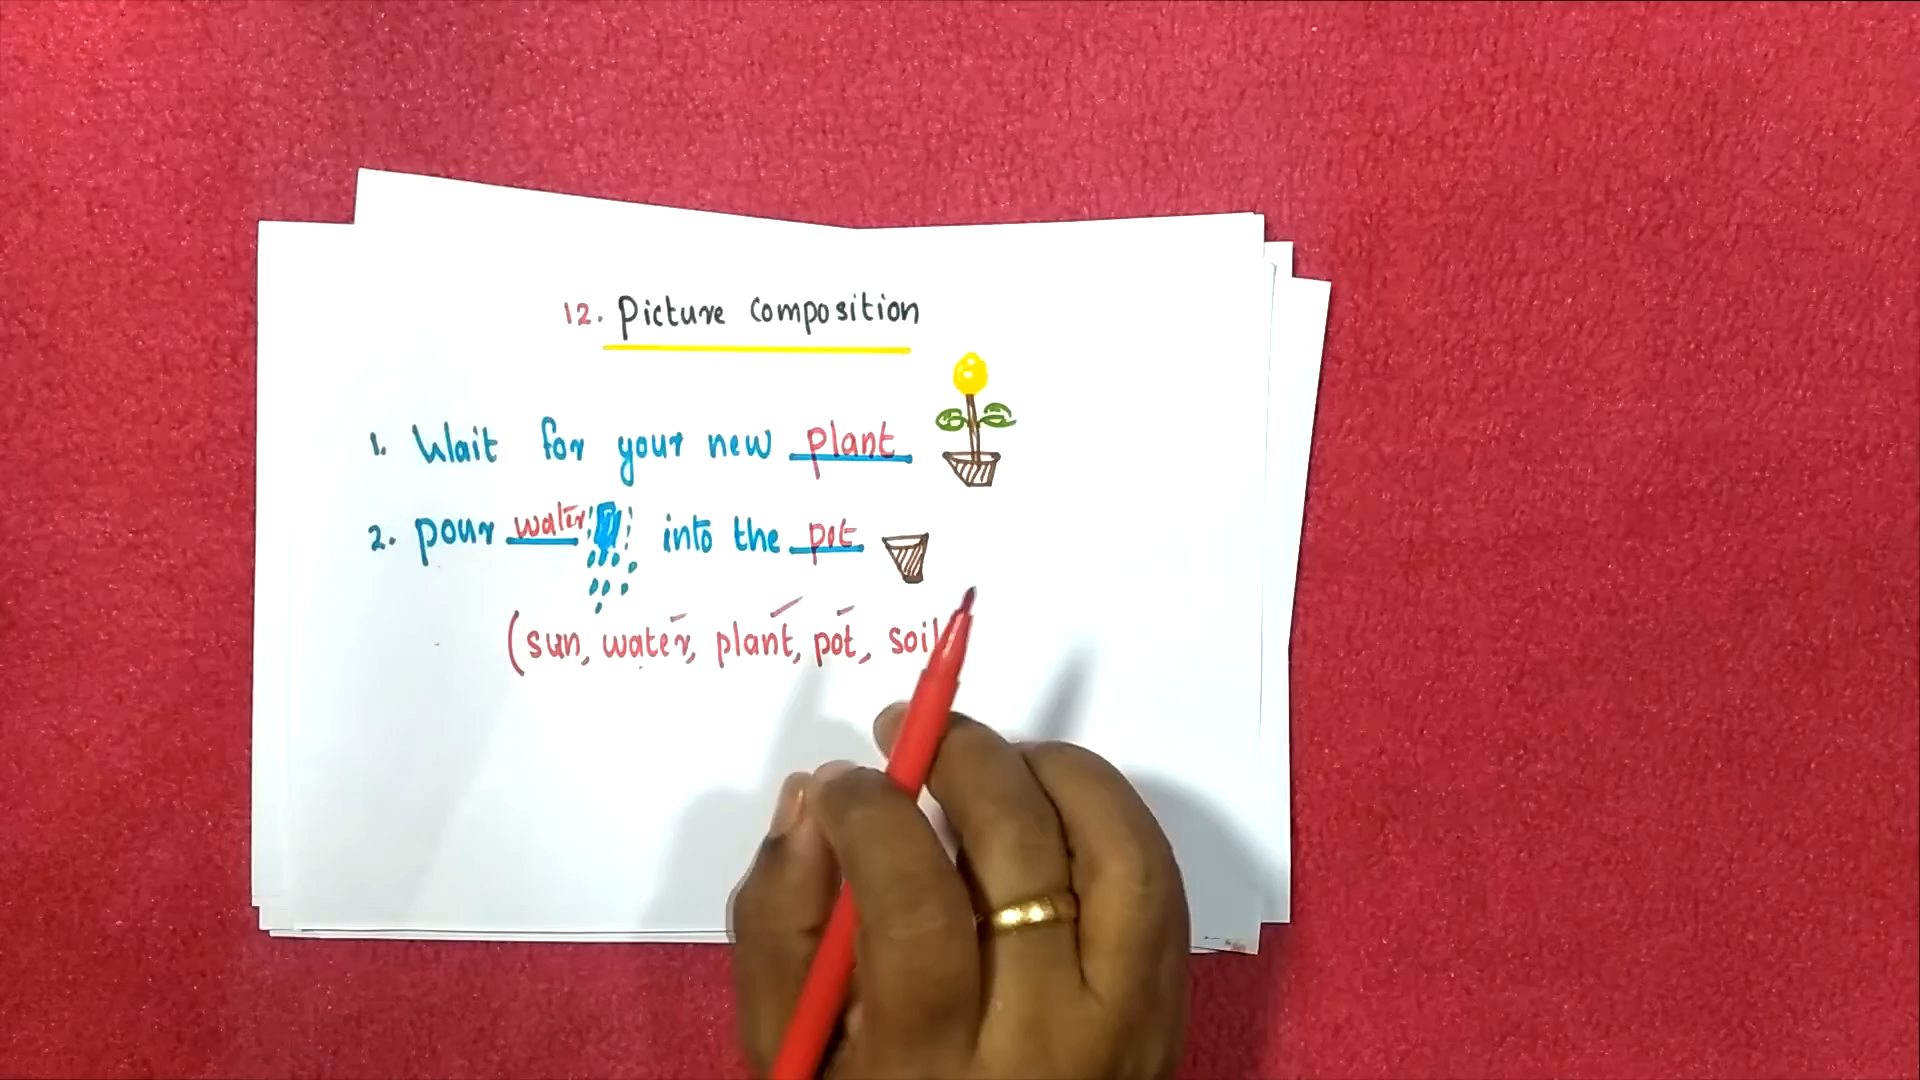 12. Picture Composition
1. Wait for your new plant
2. pour water into the pot
(sun, water, plant, pot, soil